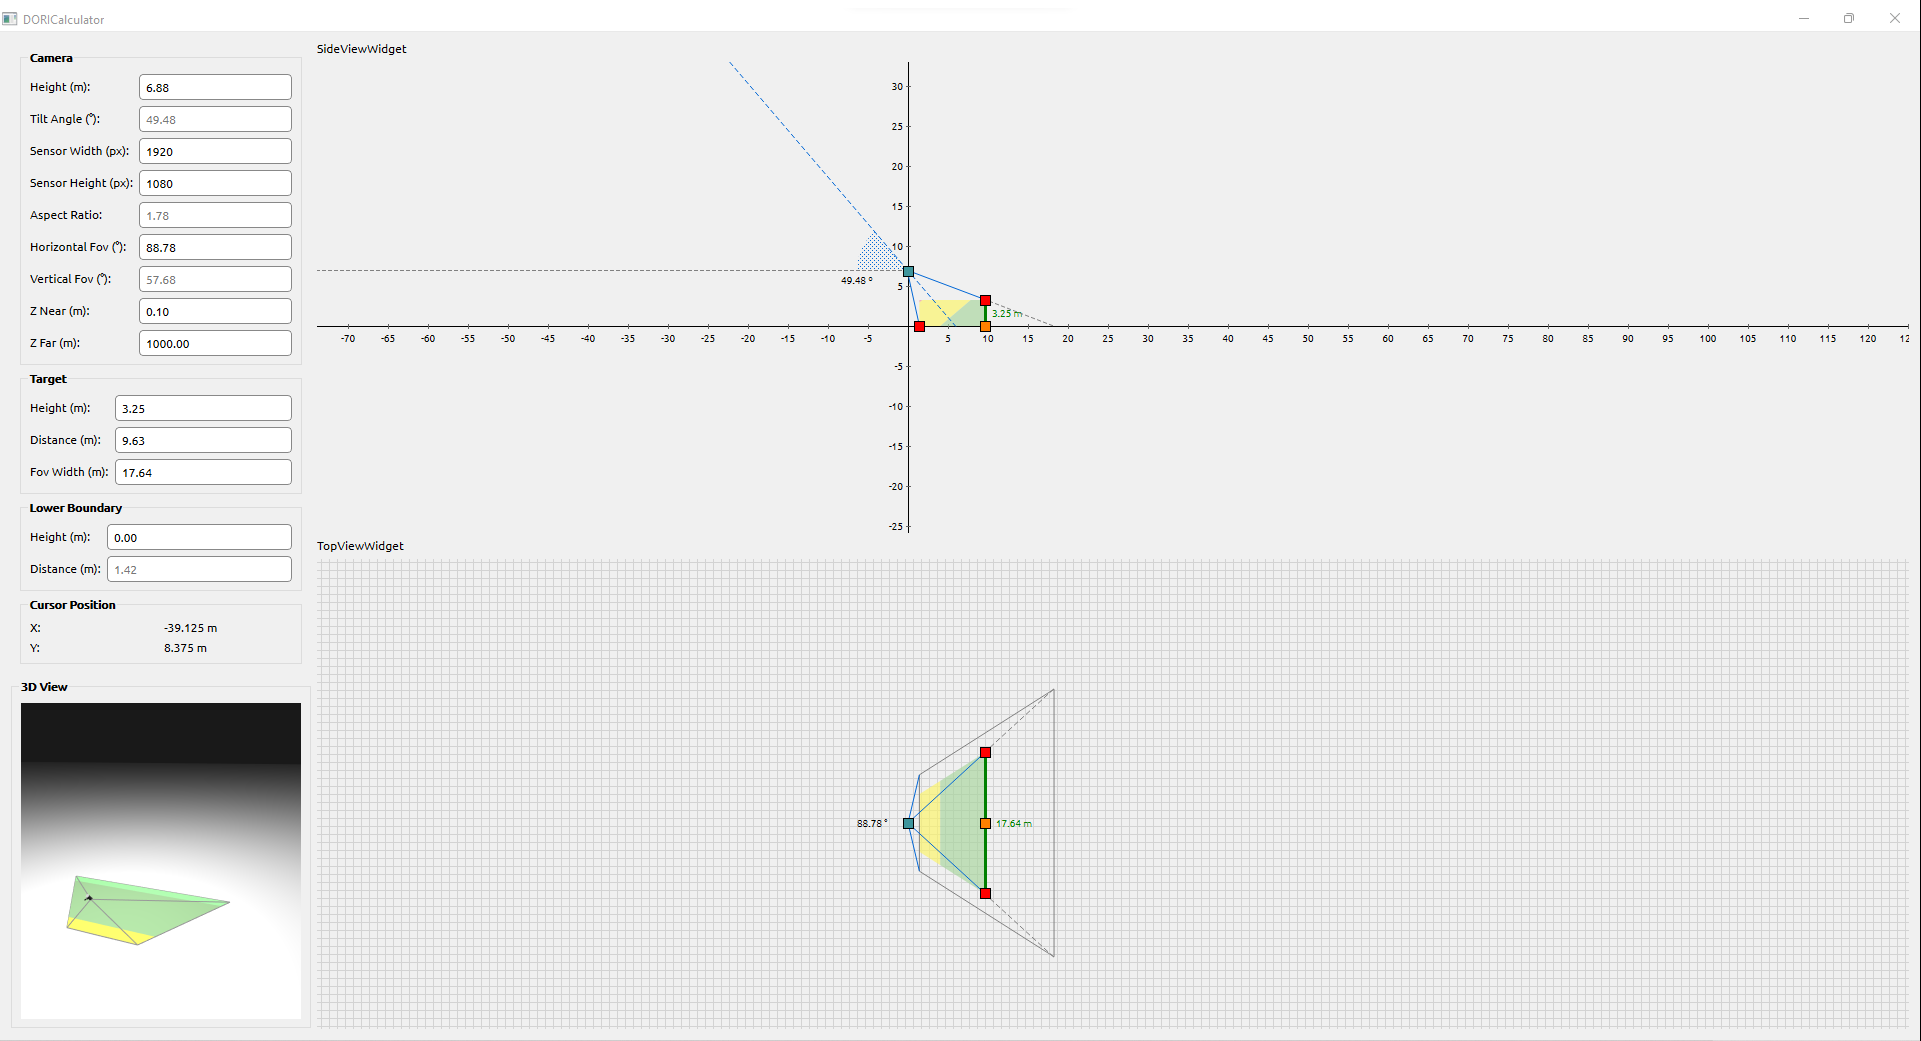 DORICalculator
Camera
Height (m): 6.88
Tilt Angle (°): 49.48
Sensor Width (px): 1920
Sensor Height (px): 1080
Aspect Ratio: 1.78
Horizontal Fov (°): 88.78
Vertical Fov (°): 57.68
Z Near (m): 0.10
Z Far (m): 1000.00
Target
Height (m): 3.25
Distance (m): 9.63
Fov Width (m): 17.64
Lower Boundary
Height (m): 0.00
Distance (m): 1.42
Cursor Position
X: -39.125 m
Y: 8.375 m
3D View
SideViewWidget
30
25
20
15
10
5
49.48 °
3.25 m
-70 -65 -60 -55 -50 -45 -40 -35 -30 -25 -20 -15 -10 -5 5 10 15 20 25 30 35 40 45 50 55 60 65 70 75 80 85 90 95 100 105 110 115 120 12
-5
-10
-15
-20
-25
TopViewWidget
88.78 °
17.64 m